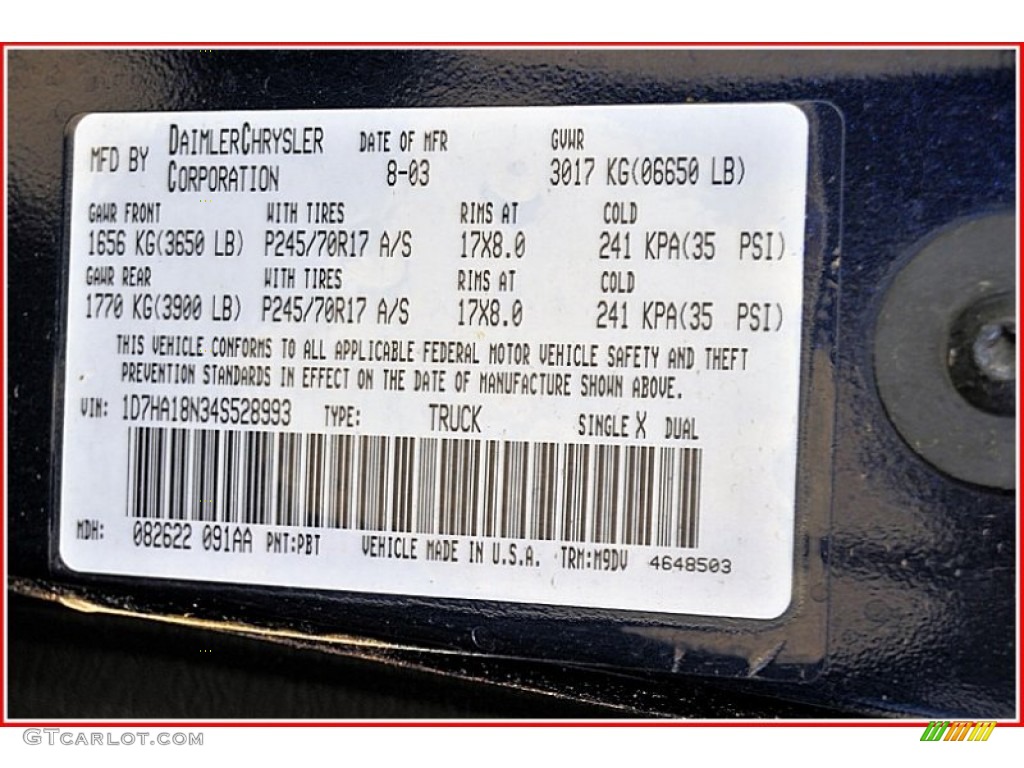 MFD BY DAIMLERCHRYSLER CORPORATION DATE OF MFR 8-03 GVWR 3017 KG(06650 LB)
GAWR FRONT WITH TIRES RIMS AT COLD
1656 KG(3650 LB) P245/70R17 A/S 17X8.0 241 KPA(35 PSI)
GAWR REAR WITH TIRES RIMS AT COLD
1770 KG(3900 LB) P245/70R17 A/S 17X8.0 241 KPA(35 PSI)
THIS VEHICLE CONFORMS TO ALL APPLICABLE FEDERAL MOTOR VEHICLE SAFETY AND THEFT
PREVENTION STANDARDS IN EFFECT ON THE DATE OF MANUFACTURE SHOWN ABOVE.
VIN: 1D7HA18N34S528993 TYPE: TRUCK SINGLE X DUAL
MDH: 082622 091AA PNT:PBT VEHICLE MADE IN U.S.A. TRM:M9DV 4648503
GTCARLOT.COM